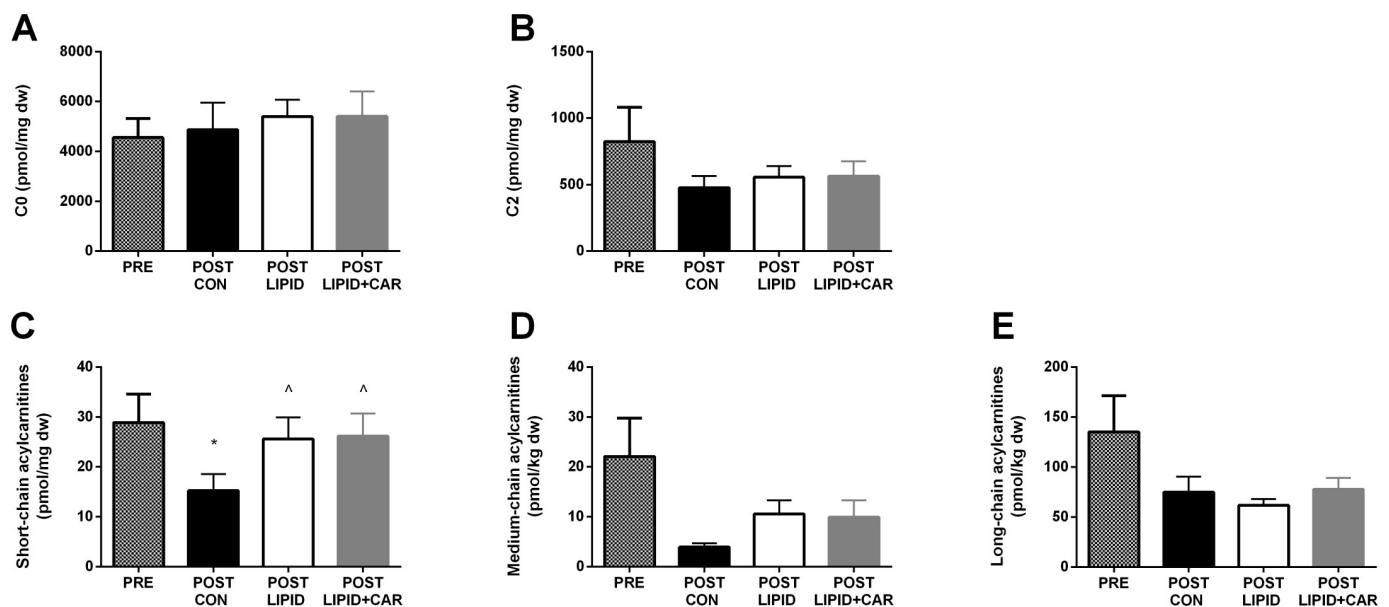 A
C0 (pmol/mg dw)
8000
6000
4000
2000
0
PRE
POST
CON
POST
LIPID
POST
LIPID+CAR
B
C2 (pmol/mg dw)
1500
1000
500
0
PRE
POST
CON
POST
LIPID
POST
LIPID+CAR
C
Short-chain acylcarnitines
(pmol/mg dw)
40
30
20
10
0
*
^
^
PRE
POST
CON
POST
LIPID
POST
LIPID+CAR
D
Medium-chain acylcarnitines
(pmol/kg dw)
40
30
20
10
0
PRE
POST
CON
POST
LIPID
POST
LIPID+CAR
E
Long-chain acylcarnitines
(pmol/kg dw)
200
150
100
50
0
PRE
POST
CON
POST
LIPID
POST
LIPID+CAR